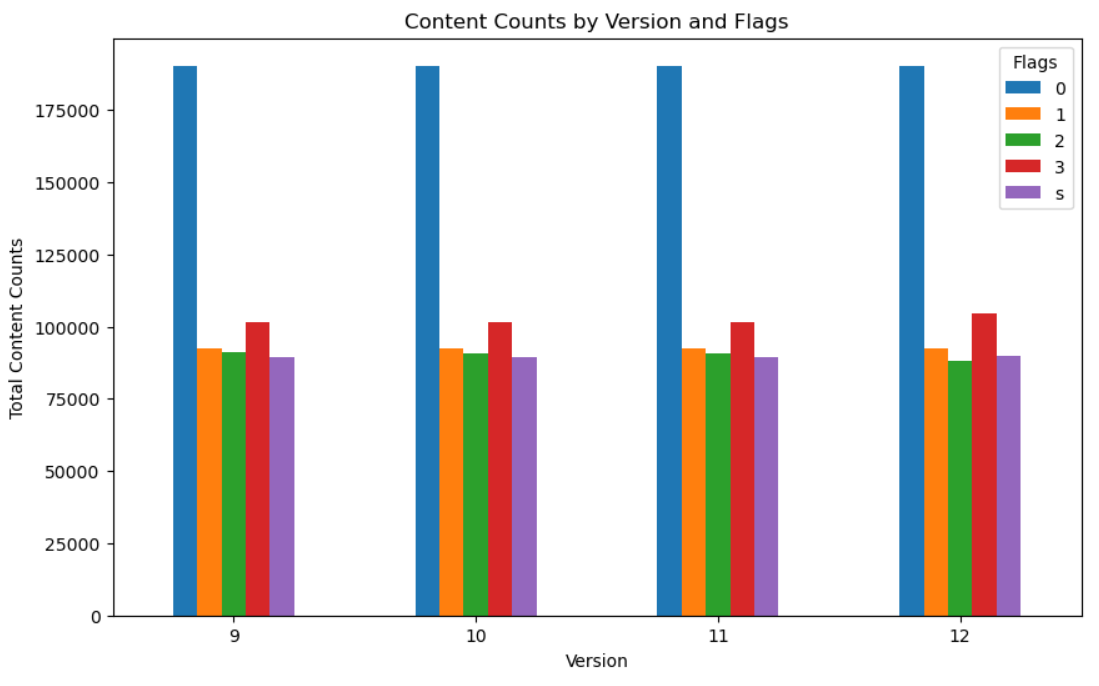 Content Counts by Version and Flags
Flags
0
1
2
3
s
Total Content Counts
175000
150000
125000
100000
75000
50000
25000
0
9 10 11 12
Version